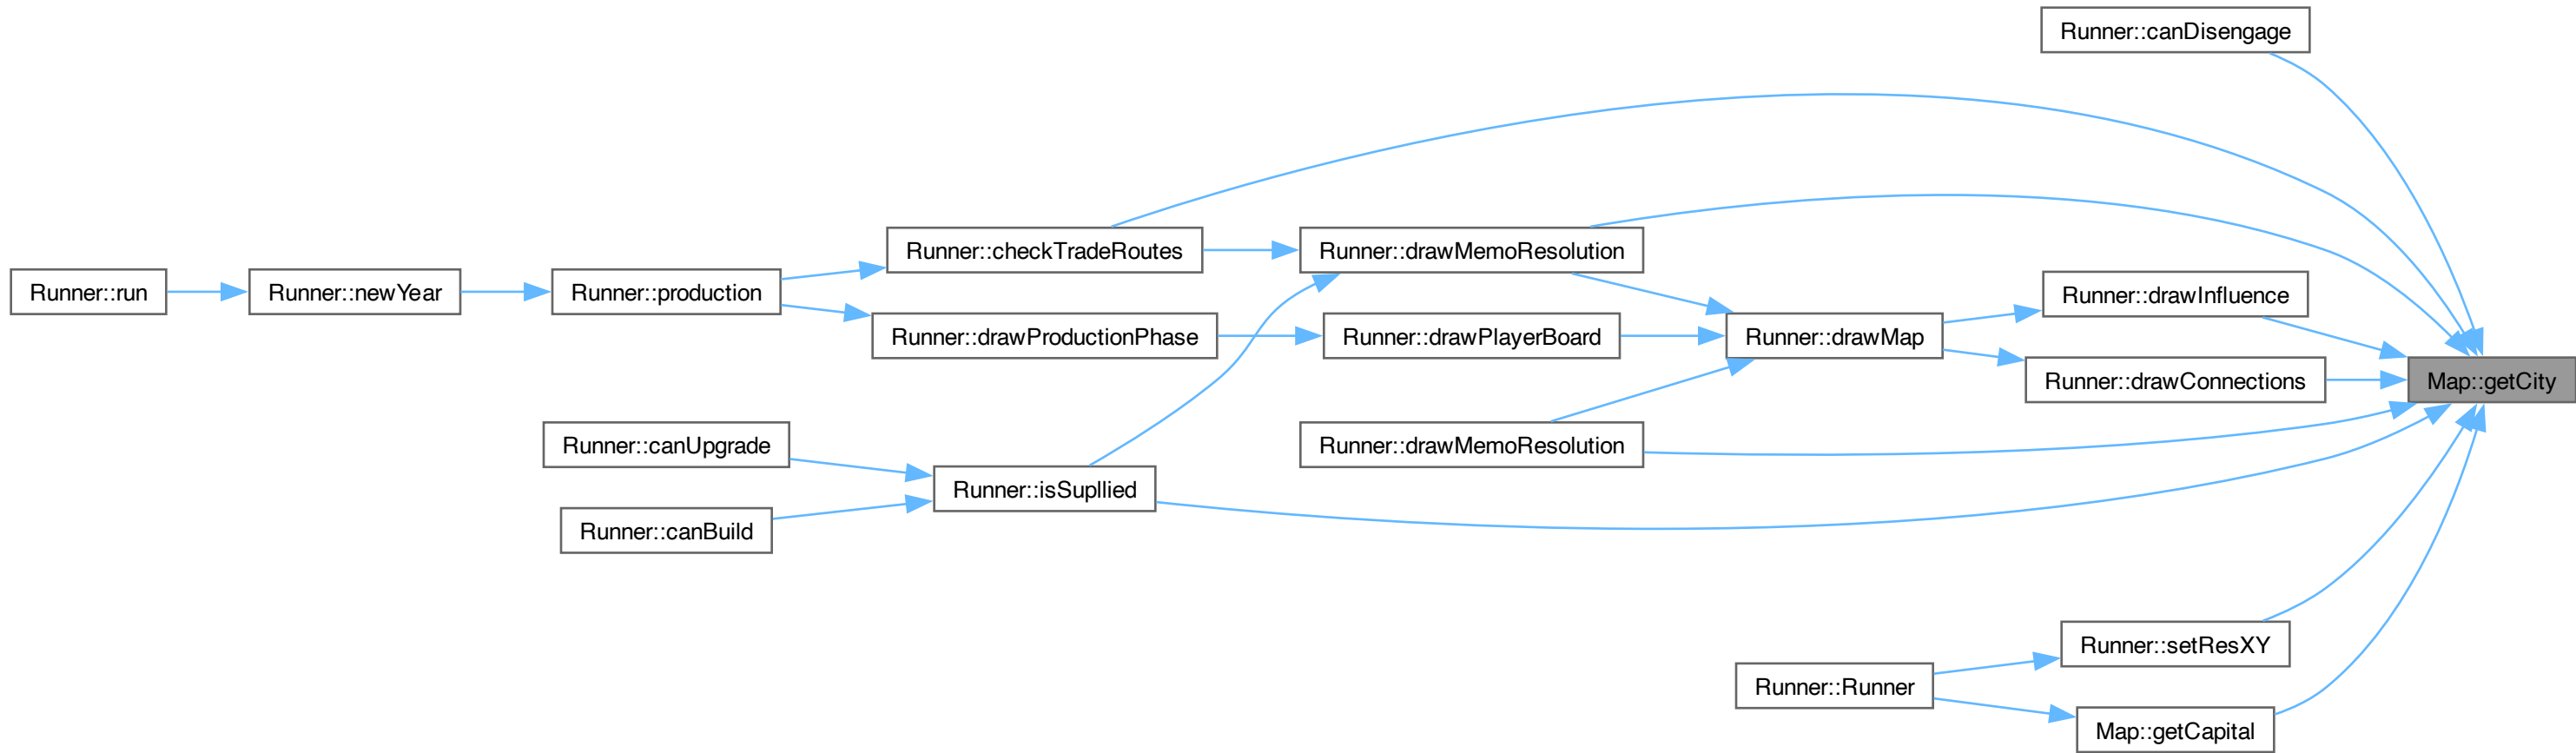 Runner::canDisengage
Runner::checkTradeRoutes
Runner::drawMemoResolution
Runner::run
Runner::newYear
Runner::production
Runner::drawInfluence
Runner::drawProductionPhase
Runner::drawPlayerBoard
Runner::drawMap
Runner::drawConnections
Map::getCity
Runner::canUpgrade
Runner::drawMemoResolution
Runner::isSupllied
Runner::canBuild
Runner::setResXY
Runner::Runner
Map::getCapital